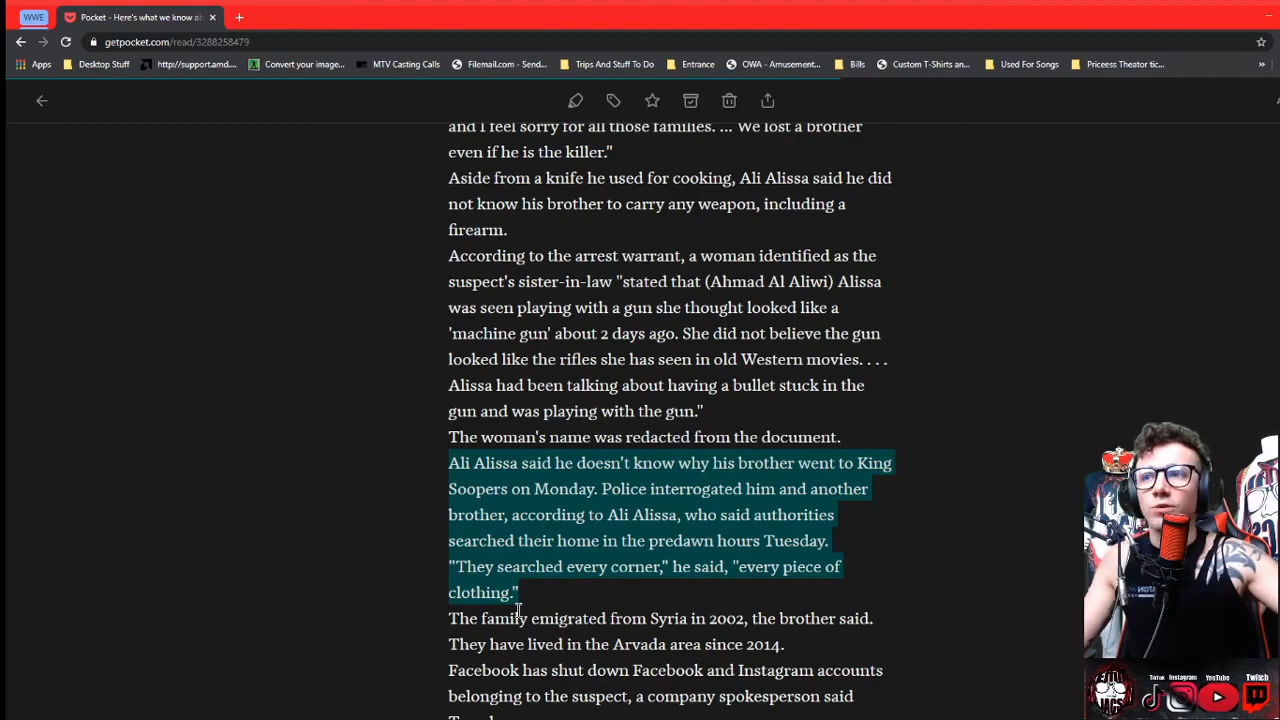 WWE
Pocket - Here's what we know ab
getpocket.com/read/3288258479
Apps
Desktop Stuff
http://support.amd...
Convert your image...
MTV Casting Calls
Filemail.com - Send...
Trips And Stuff To Do
Entrance
OWA - Amusement...
Bills
Custom T-Shirts an...
Used For Songs
Priceess Theator tic...
and I feel sorry for all those families. ... We lost a brother
even if he is the killer."
Aside from a knife he used for cooking, Ali Alissa said he did
not know his brother to carry any weapon, including a
firearm.
According to the arrest warrant, a woman identified as the
suspect's sister-in-law "stated that (Ahmad Al Aliwi) Alissa
was seen playing with a gun she thought looked like a
'machine gun' about 2 days ago. She did not believe the gun
looked like the rifles she has seen in old Western movies. . . .
Alissa had been talking about having a bullet stuck in the
gun and was playing with the gun."
The woman's name was redacted from the document.
Ali Alissa said he doesn't know why his brother went to King
Soopers on Monday. Police interrogated him and another
brother, according to Ali Alissa, who said authorities
searched their home in the predawn hours Tuesday.
"They searched every corner," he said, "every piece of
clothing."
The family emigrated from Syria in 2002, the brother said.
They have lived in the Arvada area since 2014.
Facebook has shut down Facebook and Instagram accounts
belonging to the suspect, a company spokesperson said
TikTok
Instagram
YouTube
Twitch